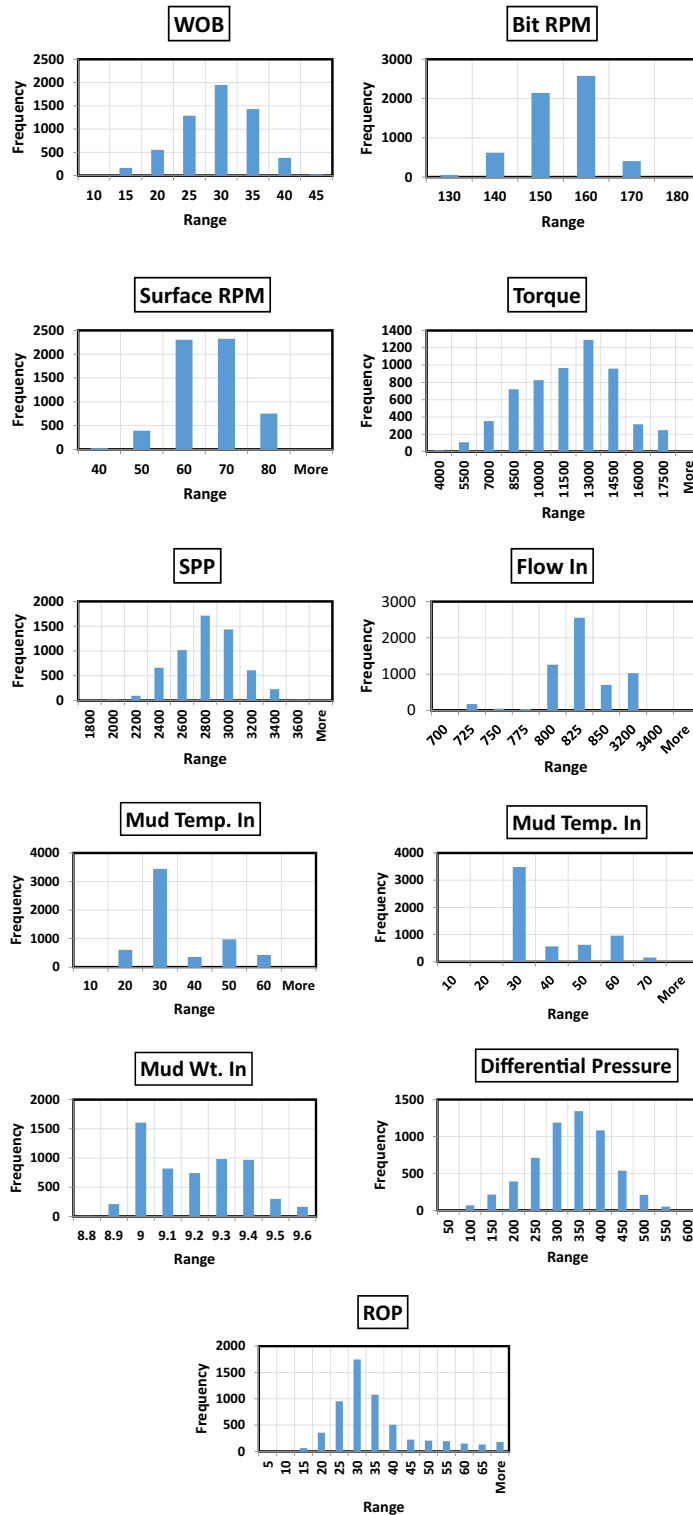 WOB
2500
2000
1500
1000
500
0
Frequency
10 15 20 25 30 35 40 45
Range
Bit RPM
3000
2000
1000
0
Frequency
130 140 150 160 170 180
Range
Surface RPM
2500
2000
1500
1000
500
0
Frequency
40 50 60 70 80 More
Range
Torque
1400
1200
1000
800
600
400
200
0
Frequency
4000 5500 7000 8500 10000 11500 13000 14500 16000 17500 More
Range
SPP
2000
1500
1000
500
0
Frequency
1800 2000 2200 2400 2600 2800 3000 3200 3400 3600 More
Range
Flow In
3000
2000
1000
0
Frequency
700 725 750 775 800 825 850 3200 3400 More
Range
Mud Temp. In
4000
3000
2000
1000
0
Frequency
10 20 30 40 50 60 More
Range
Mud Temp. In
4000
3000
2000
1000
0
Frequency
10 20 30 40 50 60 70 More
Range
Mud Wt. In
2000
1500
1000
500
0
Frequency
8.8 8.9 9 9.1 9.2 9.3 9.4 9.5 9.6
Range
Differential Pressure
1500
1000
500
0
Frequency
50 100 150 200 250 300 350 400 450 500 550 600
Range
ROP
2000
1500
1000
500
0
Frequency
5 10 15 20 25 30 35 40 45 50 55 60 65 More
Range